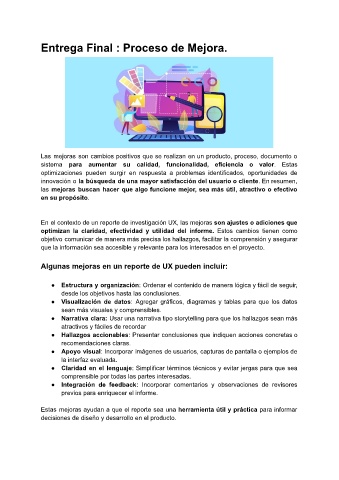 Entrega Final : Proceso de Mejora.
Las mejoras son cambios positivos que se realizan en un producto, proceso, documento o
sistema para aumentar su calidad, funcionalidad, eficiencia o valor. Estas
optimizaciones pueden surgir en respuesta a problemas identificados, oportunidades de
innovación o la búsqueda de una mayor satisfacción del usuario o cliente. En resumen,
las mejoras buscan hacer que algo funcione mejor, sea más útil, atractivo o efectivo
en su propósito.
En el contexto de un reporte de investigación UX, las mejoras son ajustes o adiciones que
optimizan la claridad, efectividad y utilidad del informe. Estos cambios tienen como
objetivo comunicar de manera más precisa los hallazgos, facilitar la comprensión y asegurar
que la información sea accesible y relevante para los interesados en el proyecto.
Algunas mejoras en un reporte de UX pueden incluir:
● Estructura y organización: Ordenar el contenido de manera lógica y fácil de seguir,
desde los objetivos hasta las conclusiones.
● Visualización de datos: Agregar gráficos, diagramas y tablas para que los datos
sean más visuales y comprensibles.
● Narrativa clara: Usar una narrativa tipo storytelling para que los hallazgos sean más
atractivos y fáciles de recordar
● Hallazgos accionables: Presentar conclusiones que indiquen acciones concretas o
recomendaciones claras.
● Apoyo visual: Incorporar imágenes de usuarios, capturas de pantalla o ejemplos de
la interfaz evaluada.
● Claridad en el lenguaje: Simplificar términos técnicos y evitar jergas para que sea
comprensible por todas las partes interesadas.
● Integración de feedback: Incorporar comentarios y observaciones de revisores
previos para enriquecer el informe.
Estas mejoras ayudan a que el reporte sea una herramienta útil y práctica para informar
decisiones de diseño y desarrollo en el producto.